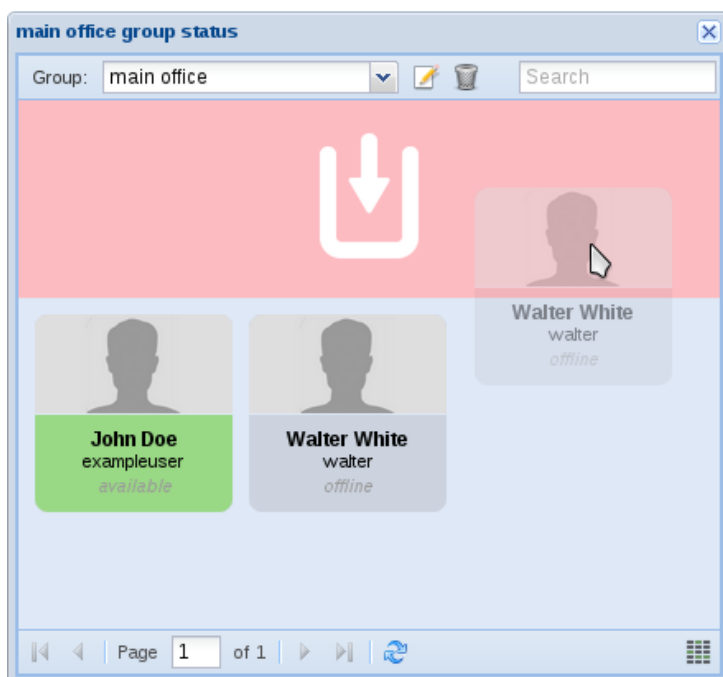 main office group status
Group: main office Search
Walter White
walter
offline
John Doe
exampleuser
available
Walter White
walter
offline
Page 1 of 1